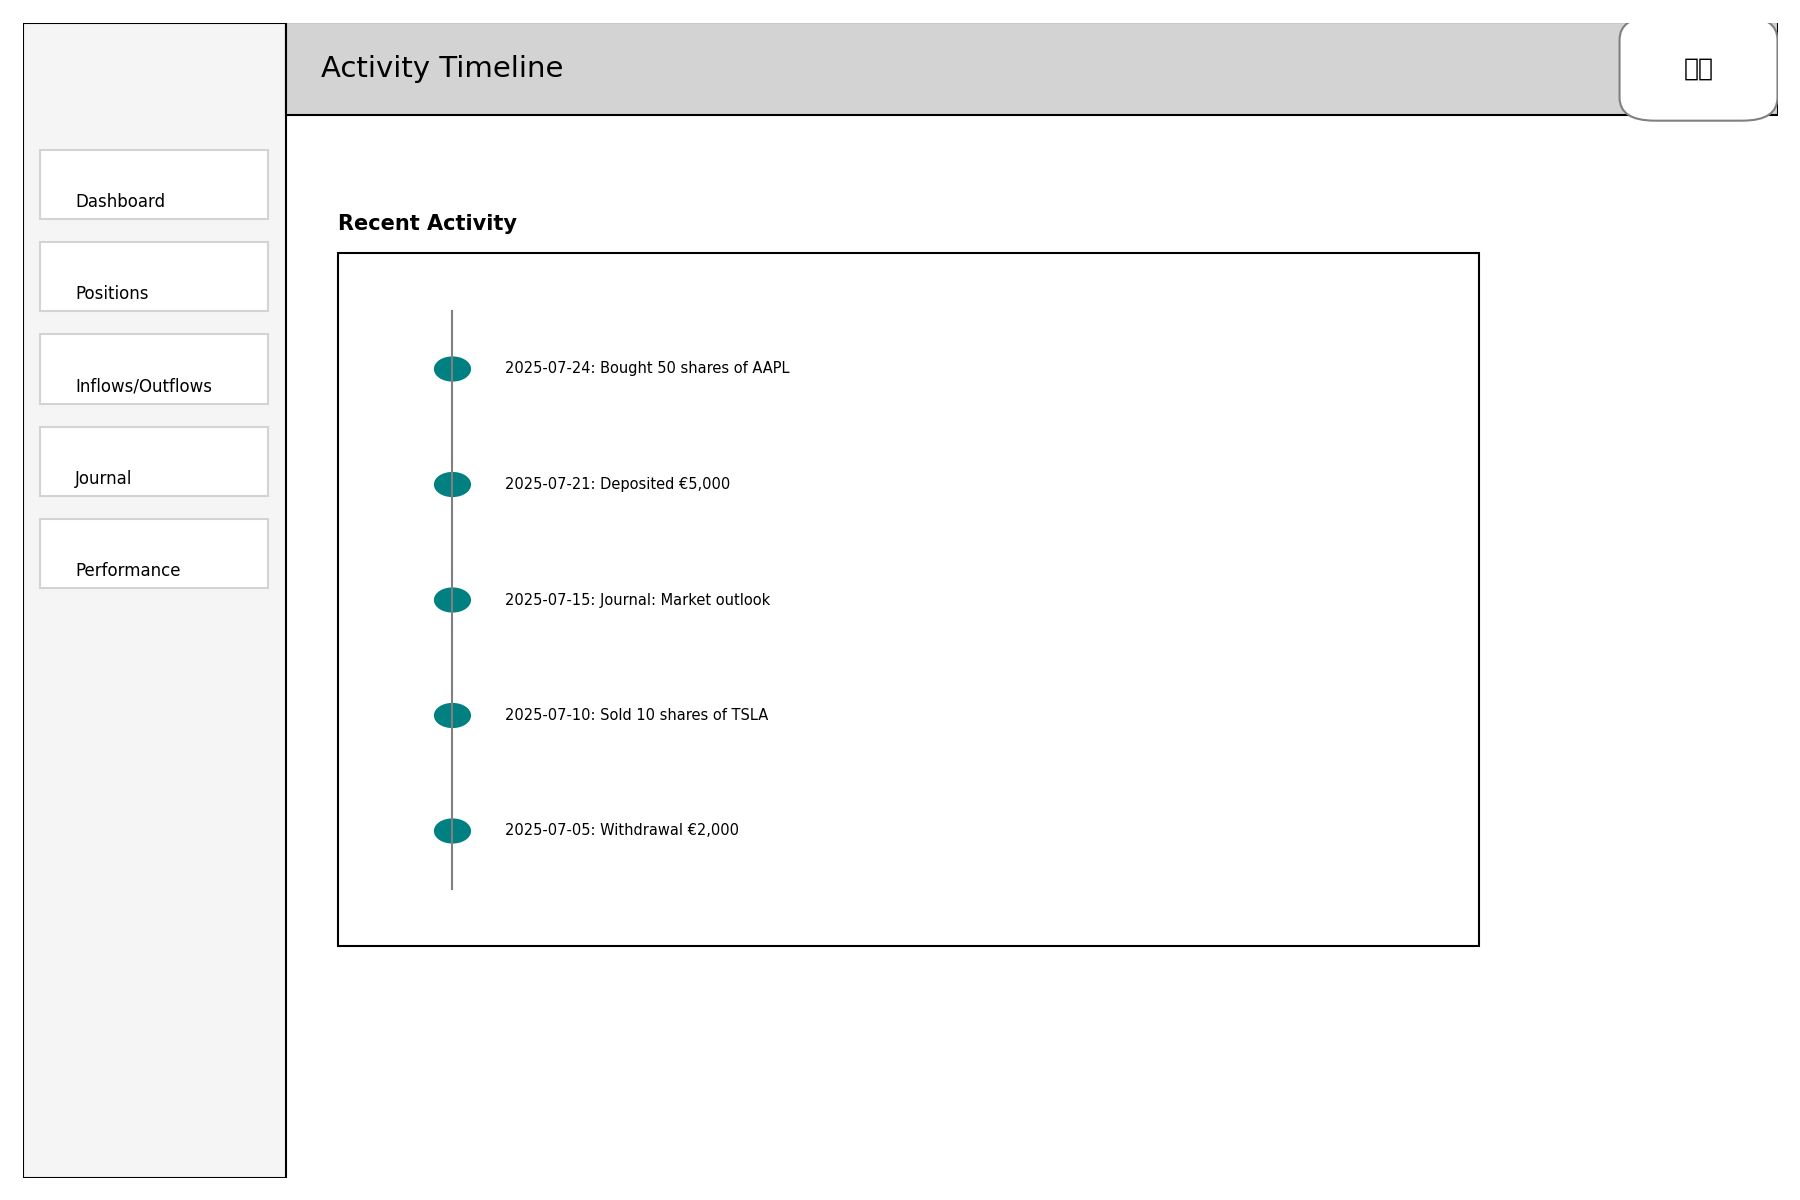 Activity Timeline
Dashboard
Positions
Inflows/Outflows
Journal
Performance
Recent Activity
2025-07-24: Bought 50 shares of AAPL
2025-07-21: Deposited €5,000
2025-07-15: Journal: Market outlook
2025-07-10: Sold 10 shares of TSLA
2025-07-05: Withdrawal €2,000